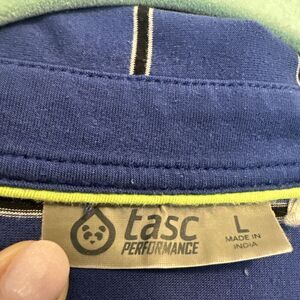 tasc
PERFORMANCE
L
MADE IN
INDIA